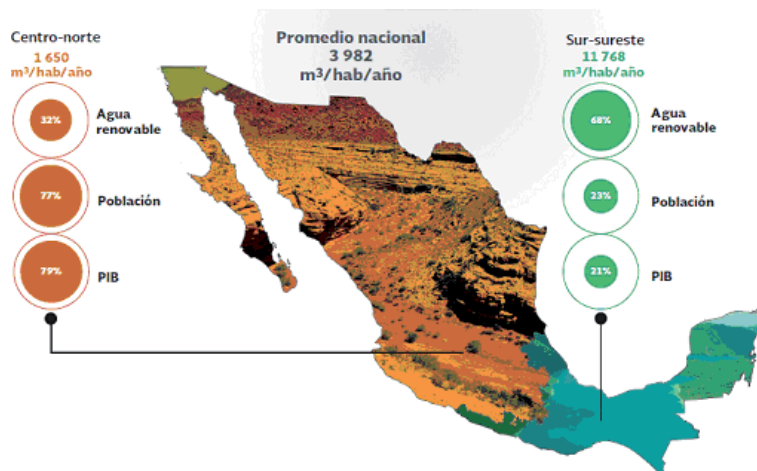 Centro-norte
1 650
m³/hab/año
32%
Agua
renovable
77%
Población
79%
PIB
Promedio nacional
3 982
m³/hab/año
Sur-sureste
11 768
m³/hab/año
68%
Agua
renovable
23%
Población
21%
PIB